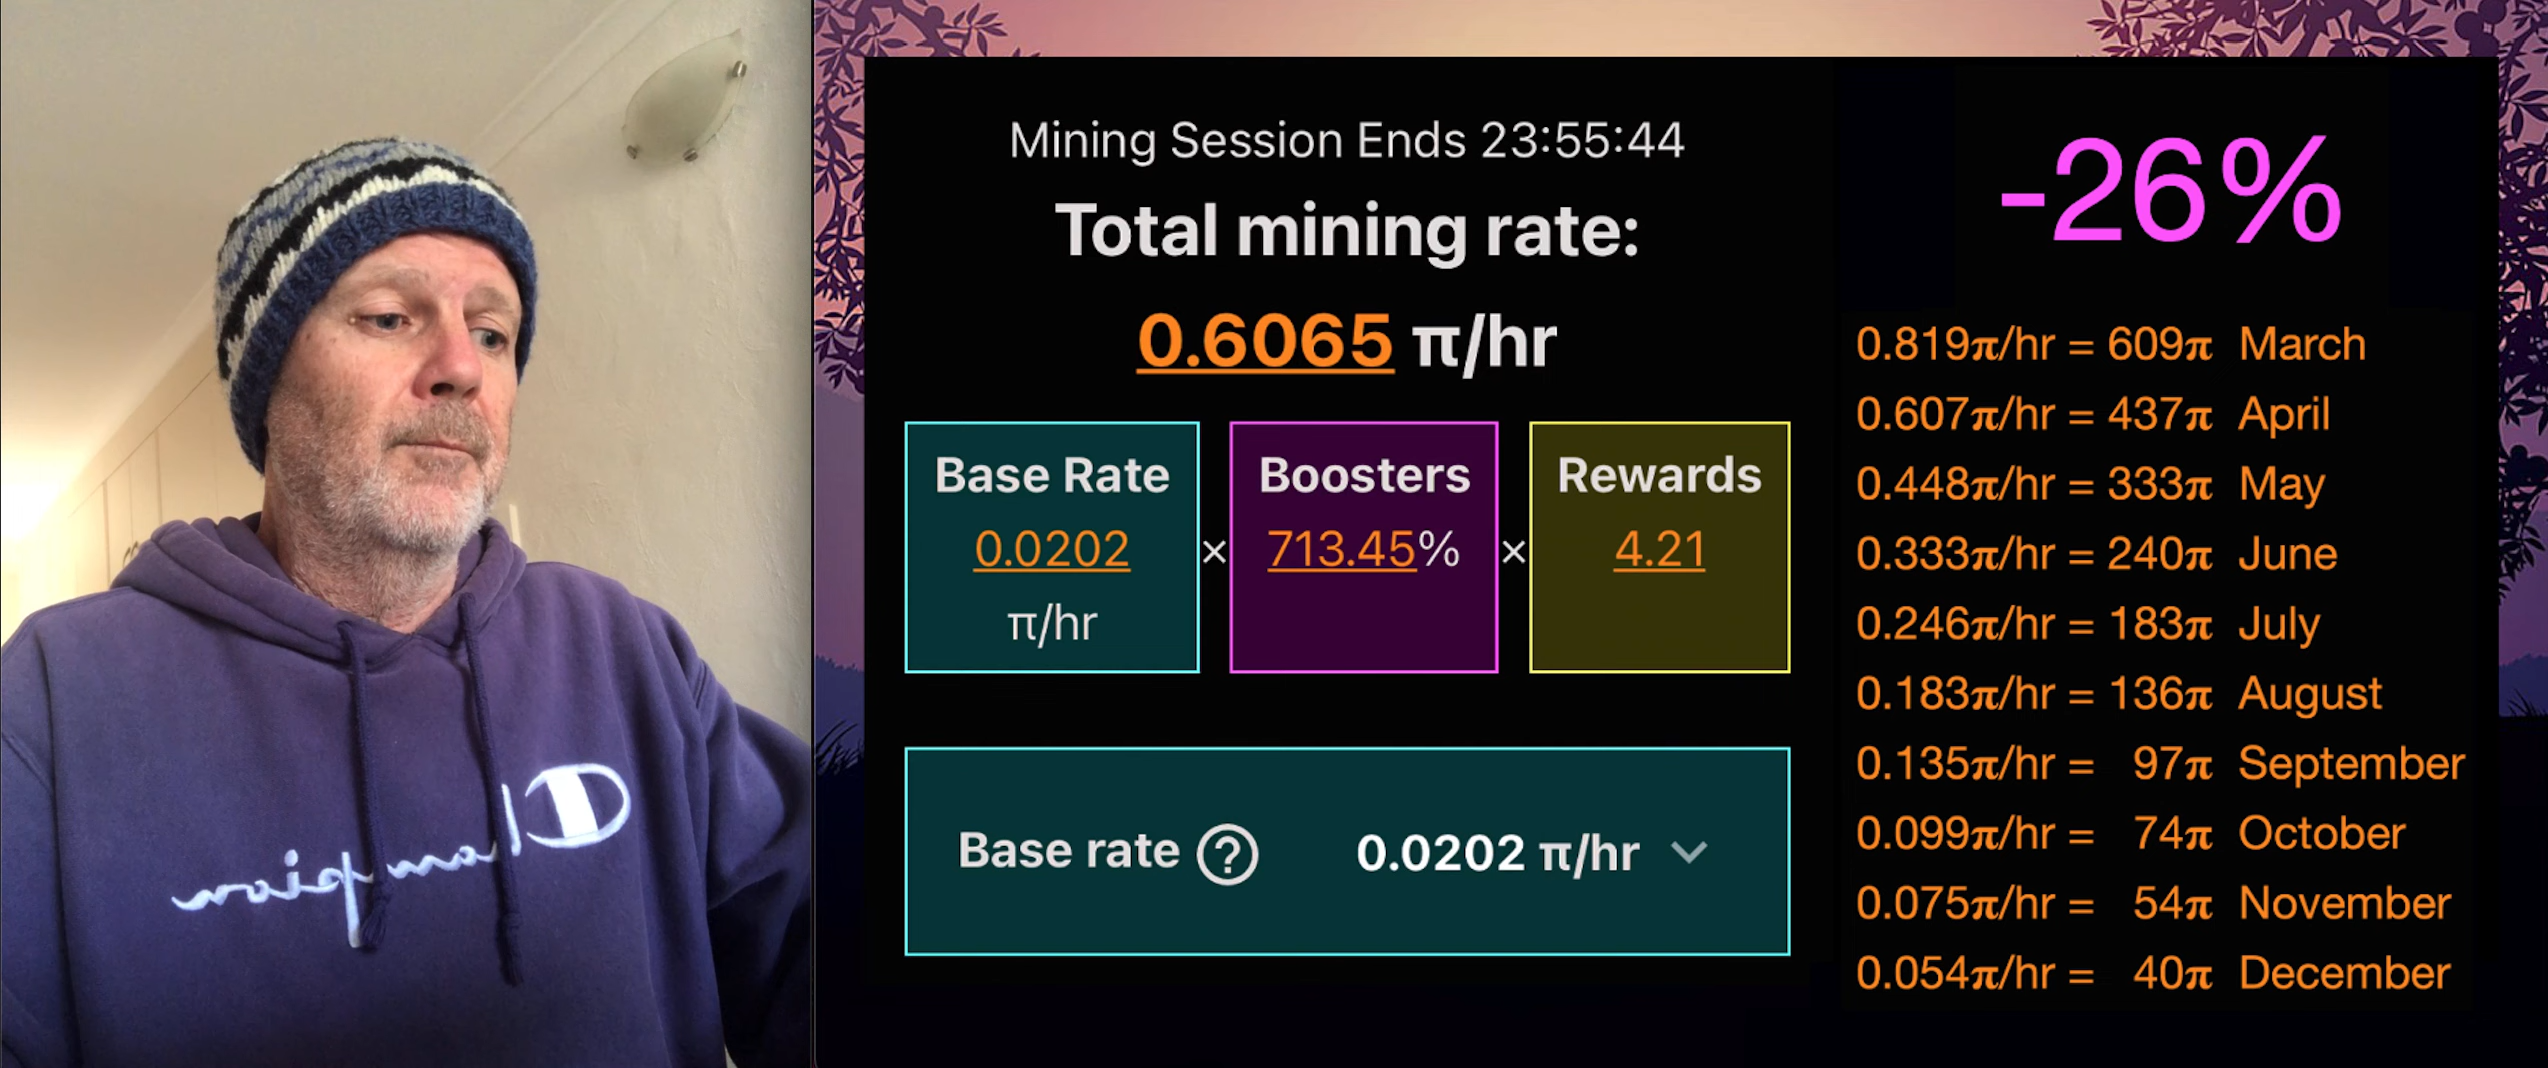 Mining Session Ends 23:55:44
Total mining rate:
0.6065 π/hr
Base Rate
0.0202
π/hr
×
Boosters
713.45%
×
Rewards
4.21
Base rate ? 0.0202 π/hr
-26%
0.819π/hr = 609π March
0.607π/hr = 437π April
0.448π/hr = 333π May
0.333π/hr = 240π June
0.246π/hr = 183π July
0.183π/hr = 136π August
0.135π/hr = 97π September
0.099π/hr = 74π October
0.075π/hr = 54π November
0.054π/hr = 40π December
Champion